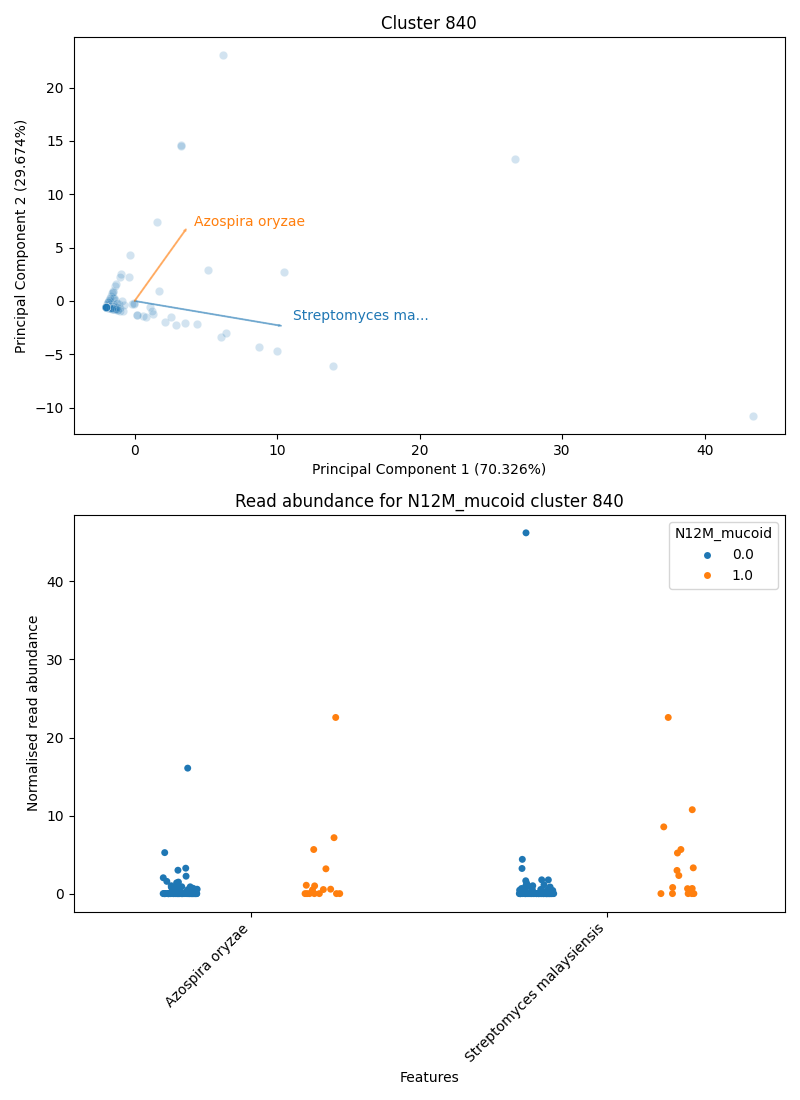 Cluster 840
20
15
10
5
0
−5
−10
Principal Component 2 (29.674%)
Azospira oryzae
Streptomyces ma...
0
10
20
30
40
Principal Component 1 (70.326%)
Read abundance for N12M_mucoid cluster 840
N12M_mucoid
0.0
1.0
40
30
20
10
0
Normalised read abundance
Azospira oryzae
Streptomyces malaysiensis
Features